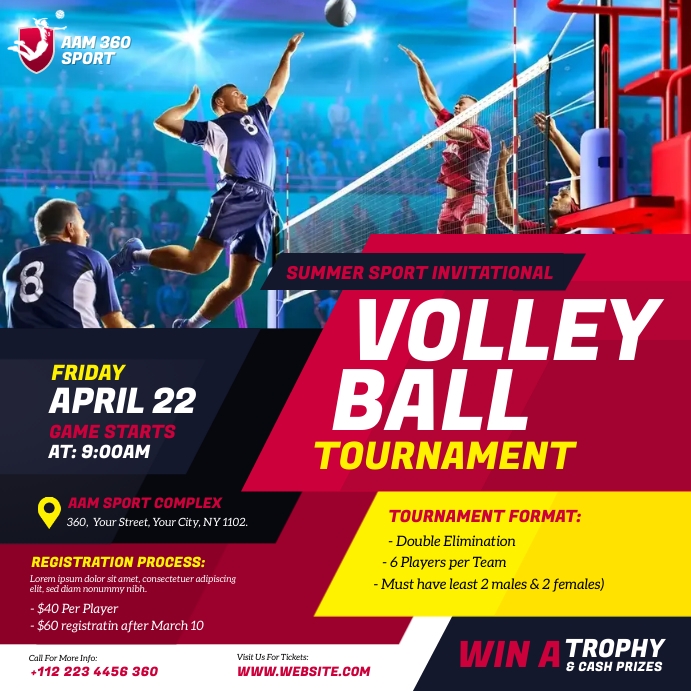 AAM 360
SPORT
8
8
SUMMER SPORT INVITATIONAL
VOLLEY
BALL
TOURNAMENT
FRIDAY
APRIL 22
GAME STARTS
AT: 9:00AM
AAM SPORT COMPLEX
360, Your Street, Your City, NY 1102.
TOURNAMENT FORMAT:
- Double Elimination
- 6 Players per Team
- Must have least 2 males & 2 females)
REGISTRATION PROCESS:
Lorem ipsum dolor sit amet, consectetuer adipiscing
elit, sed diam nonummy nibh.
- $40 Per Player
- $60 registratin after March 10
Call For More Info:
+112 223 4456 360
Visit Us For Tickets:
WWW.WEBSITE.COM
WIN A TROPHY
& CASH PRIZES